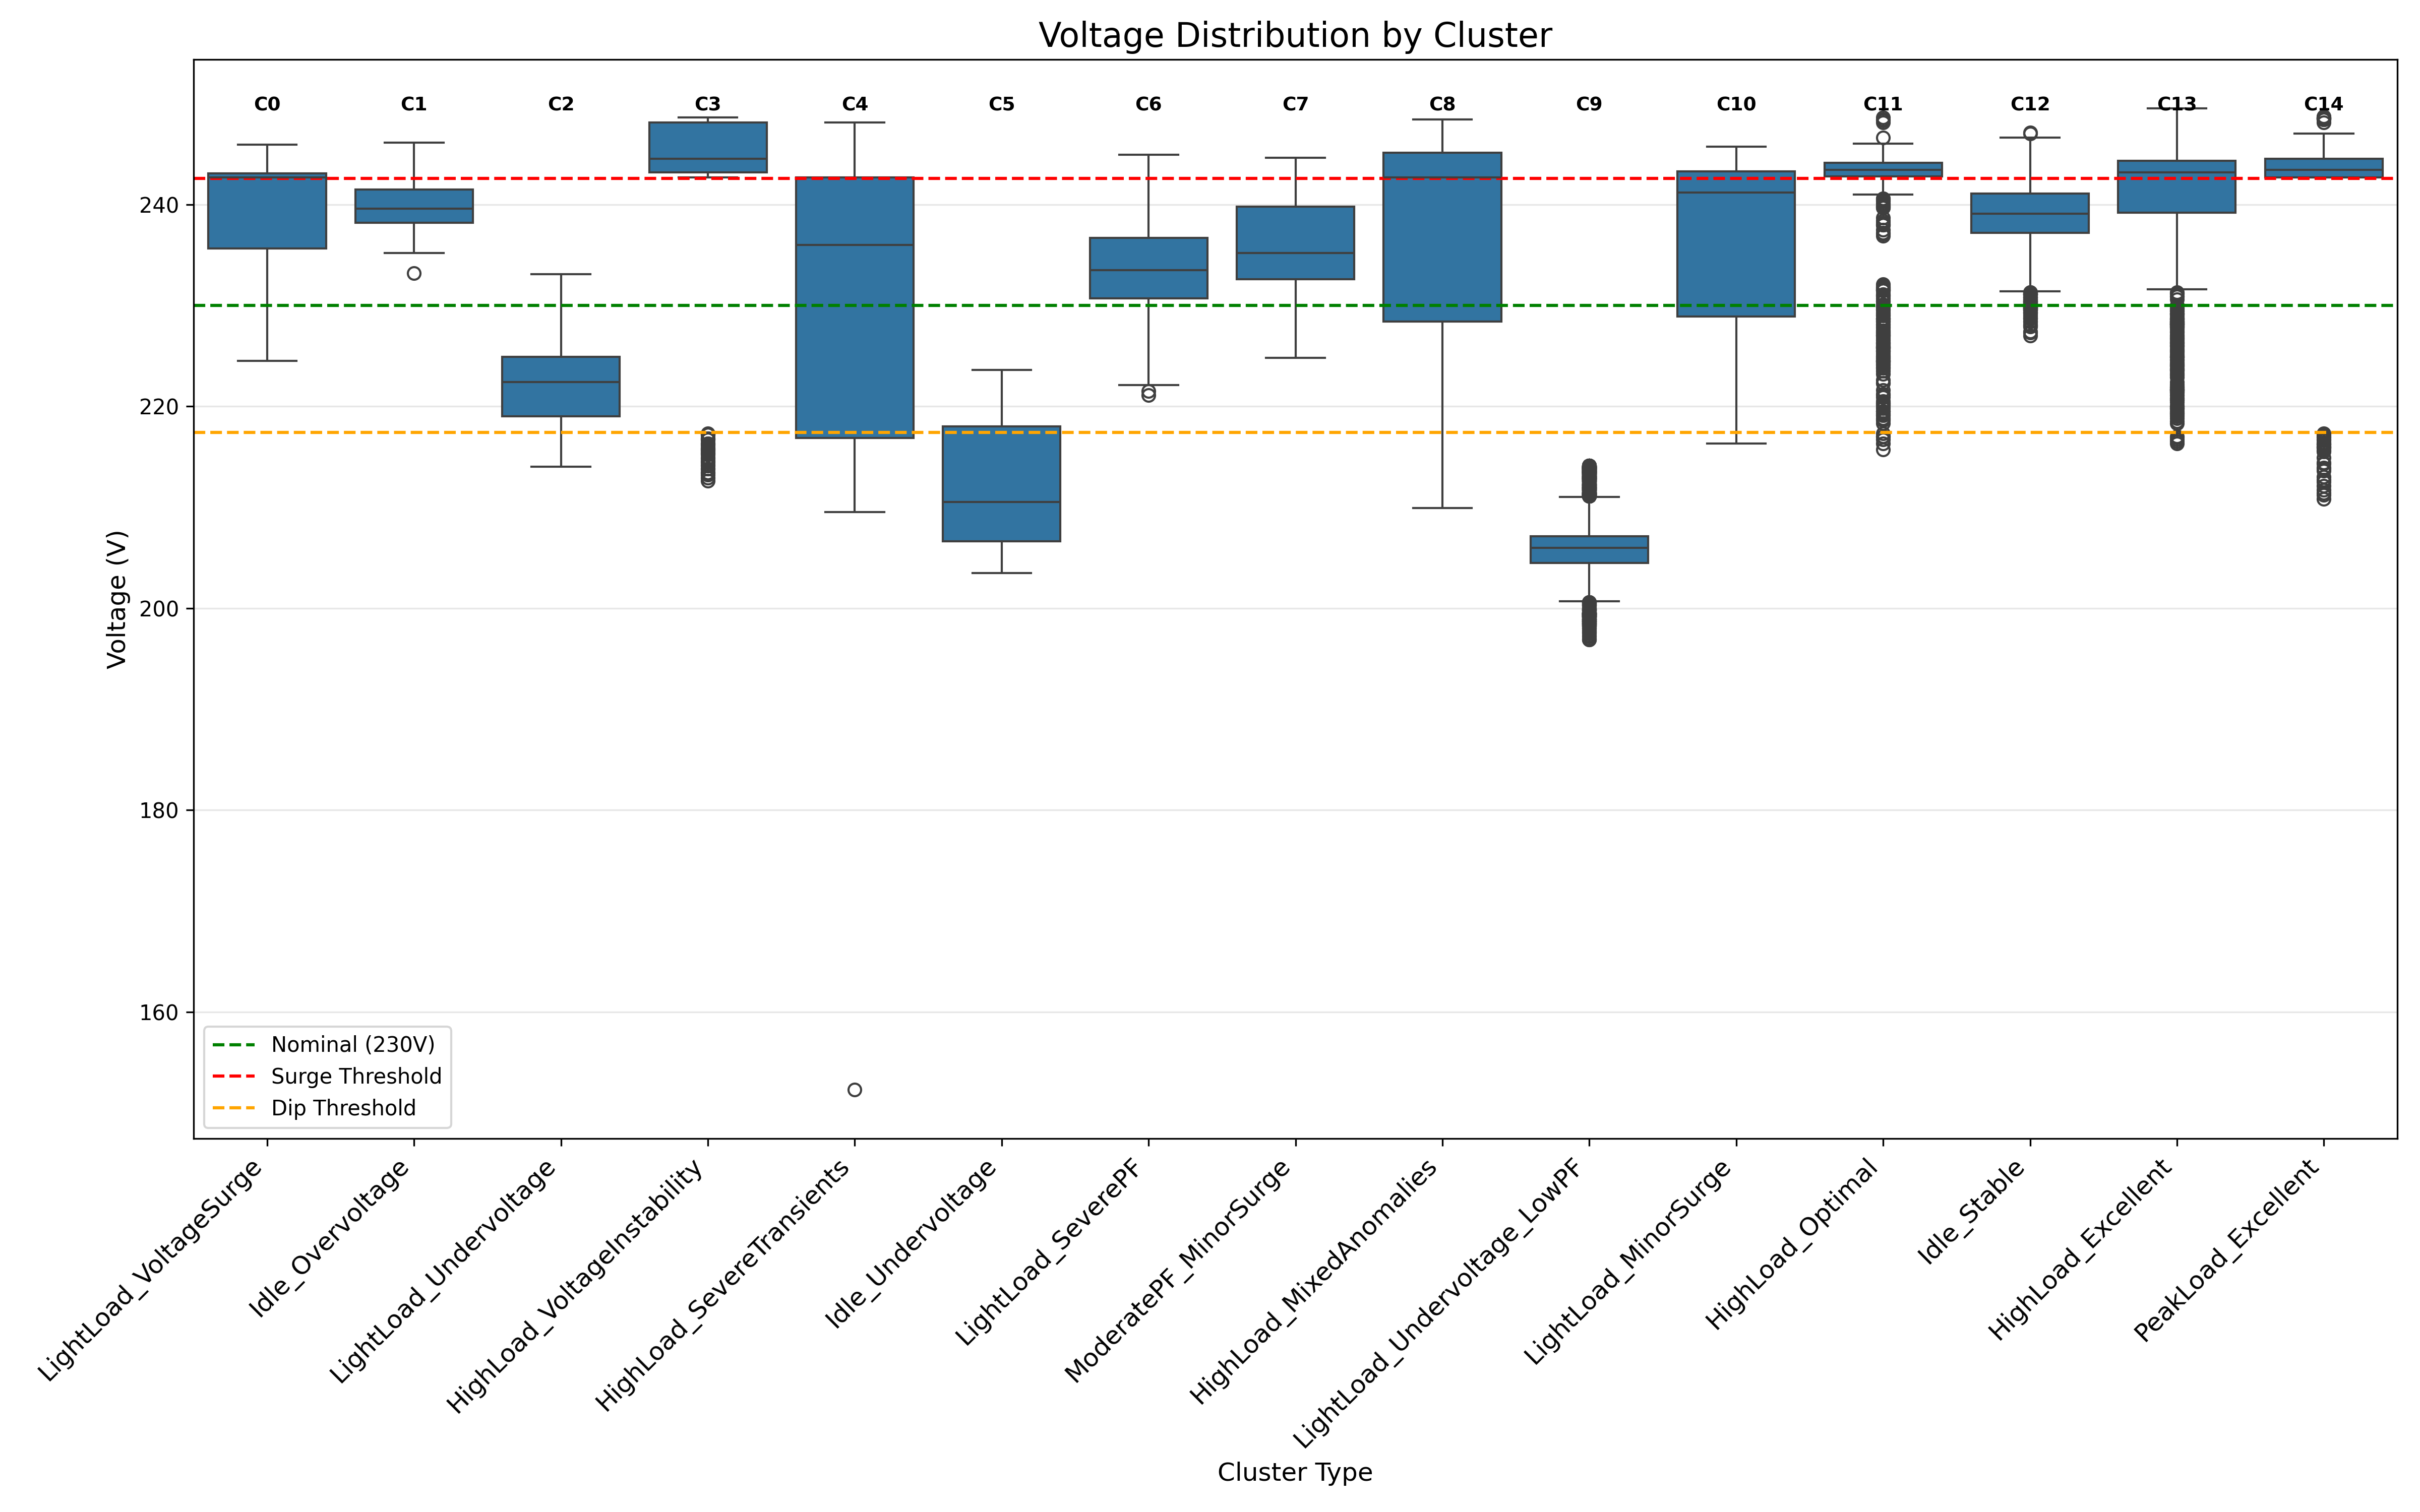 Voltage Distribution by Cluster
C0 C1 C2 C3 C4 C5 C6 C7 C8 C9 C10 C11 C12 C13 C14
Voltage (V)
240
220
200
180
160
Nominal (230V)
Surge Threshold
Dip Threshold
LightLoad_VoltageSurge
Idle_Overvoltage
LightLoad_Undervoltage
HighLoad_VoltageInstability
HighLoad_SevereTransients
Idle_Undervoltage
LightLoad_SeverePF
ModeratePF_MinorSurge
HighLoad_MixedAnomalies
LightLoad_Undervoltage_LowPF
LightLoad_MinorSurge
HighLoad_Optimal
Idle_Stable
HighLoad_Excellent
PeakLoad_Excellent
Cluster Type